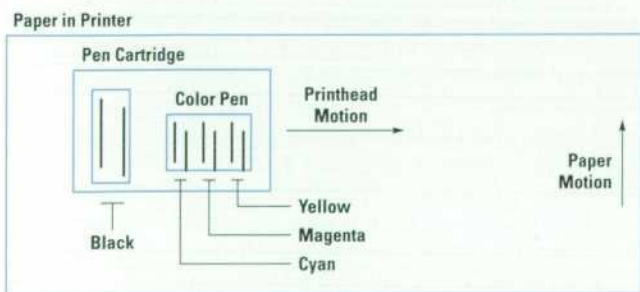 Paper in Printer
Pen Cartridge
Color Pen
Printhead
Motion
Paper
Motion
Yellow
Magenta
Cyan
Black